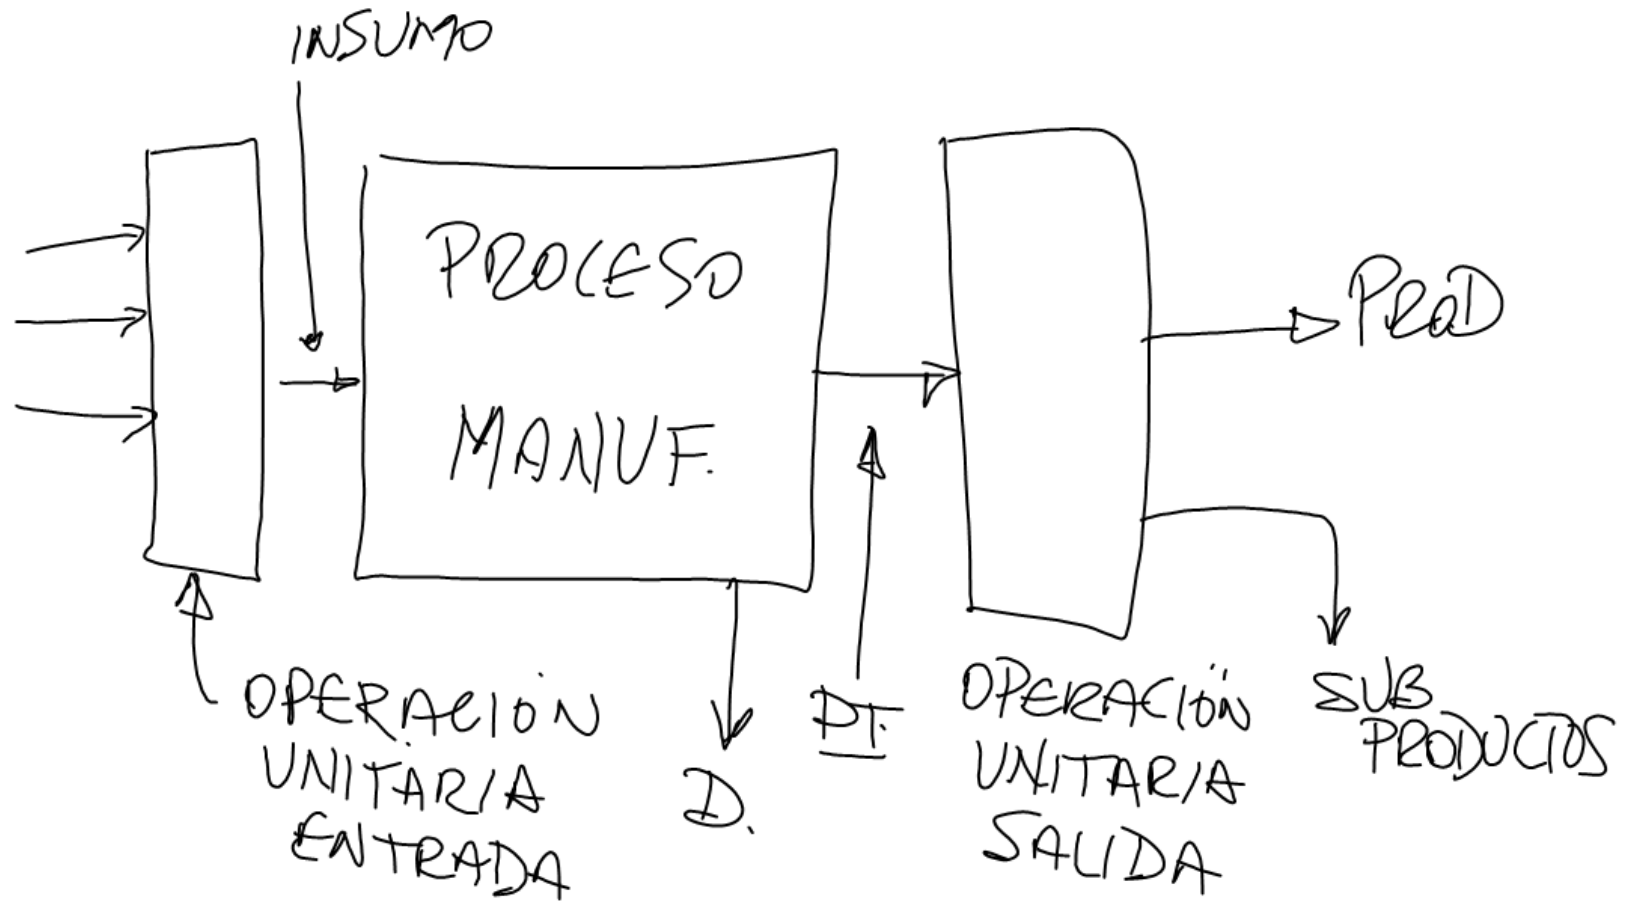 INSUMO
PROCESO
MANUF.
PROD
OPERACIÓN
UNITARIA
ENTRADA
D.
PT.
OPERACIÓN
UNITARIA
SALIDA
SUB
PRODUCTOS